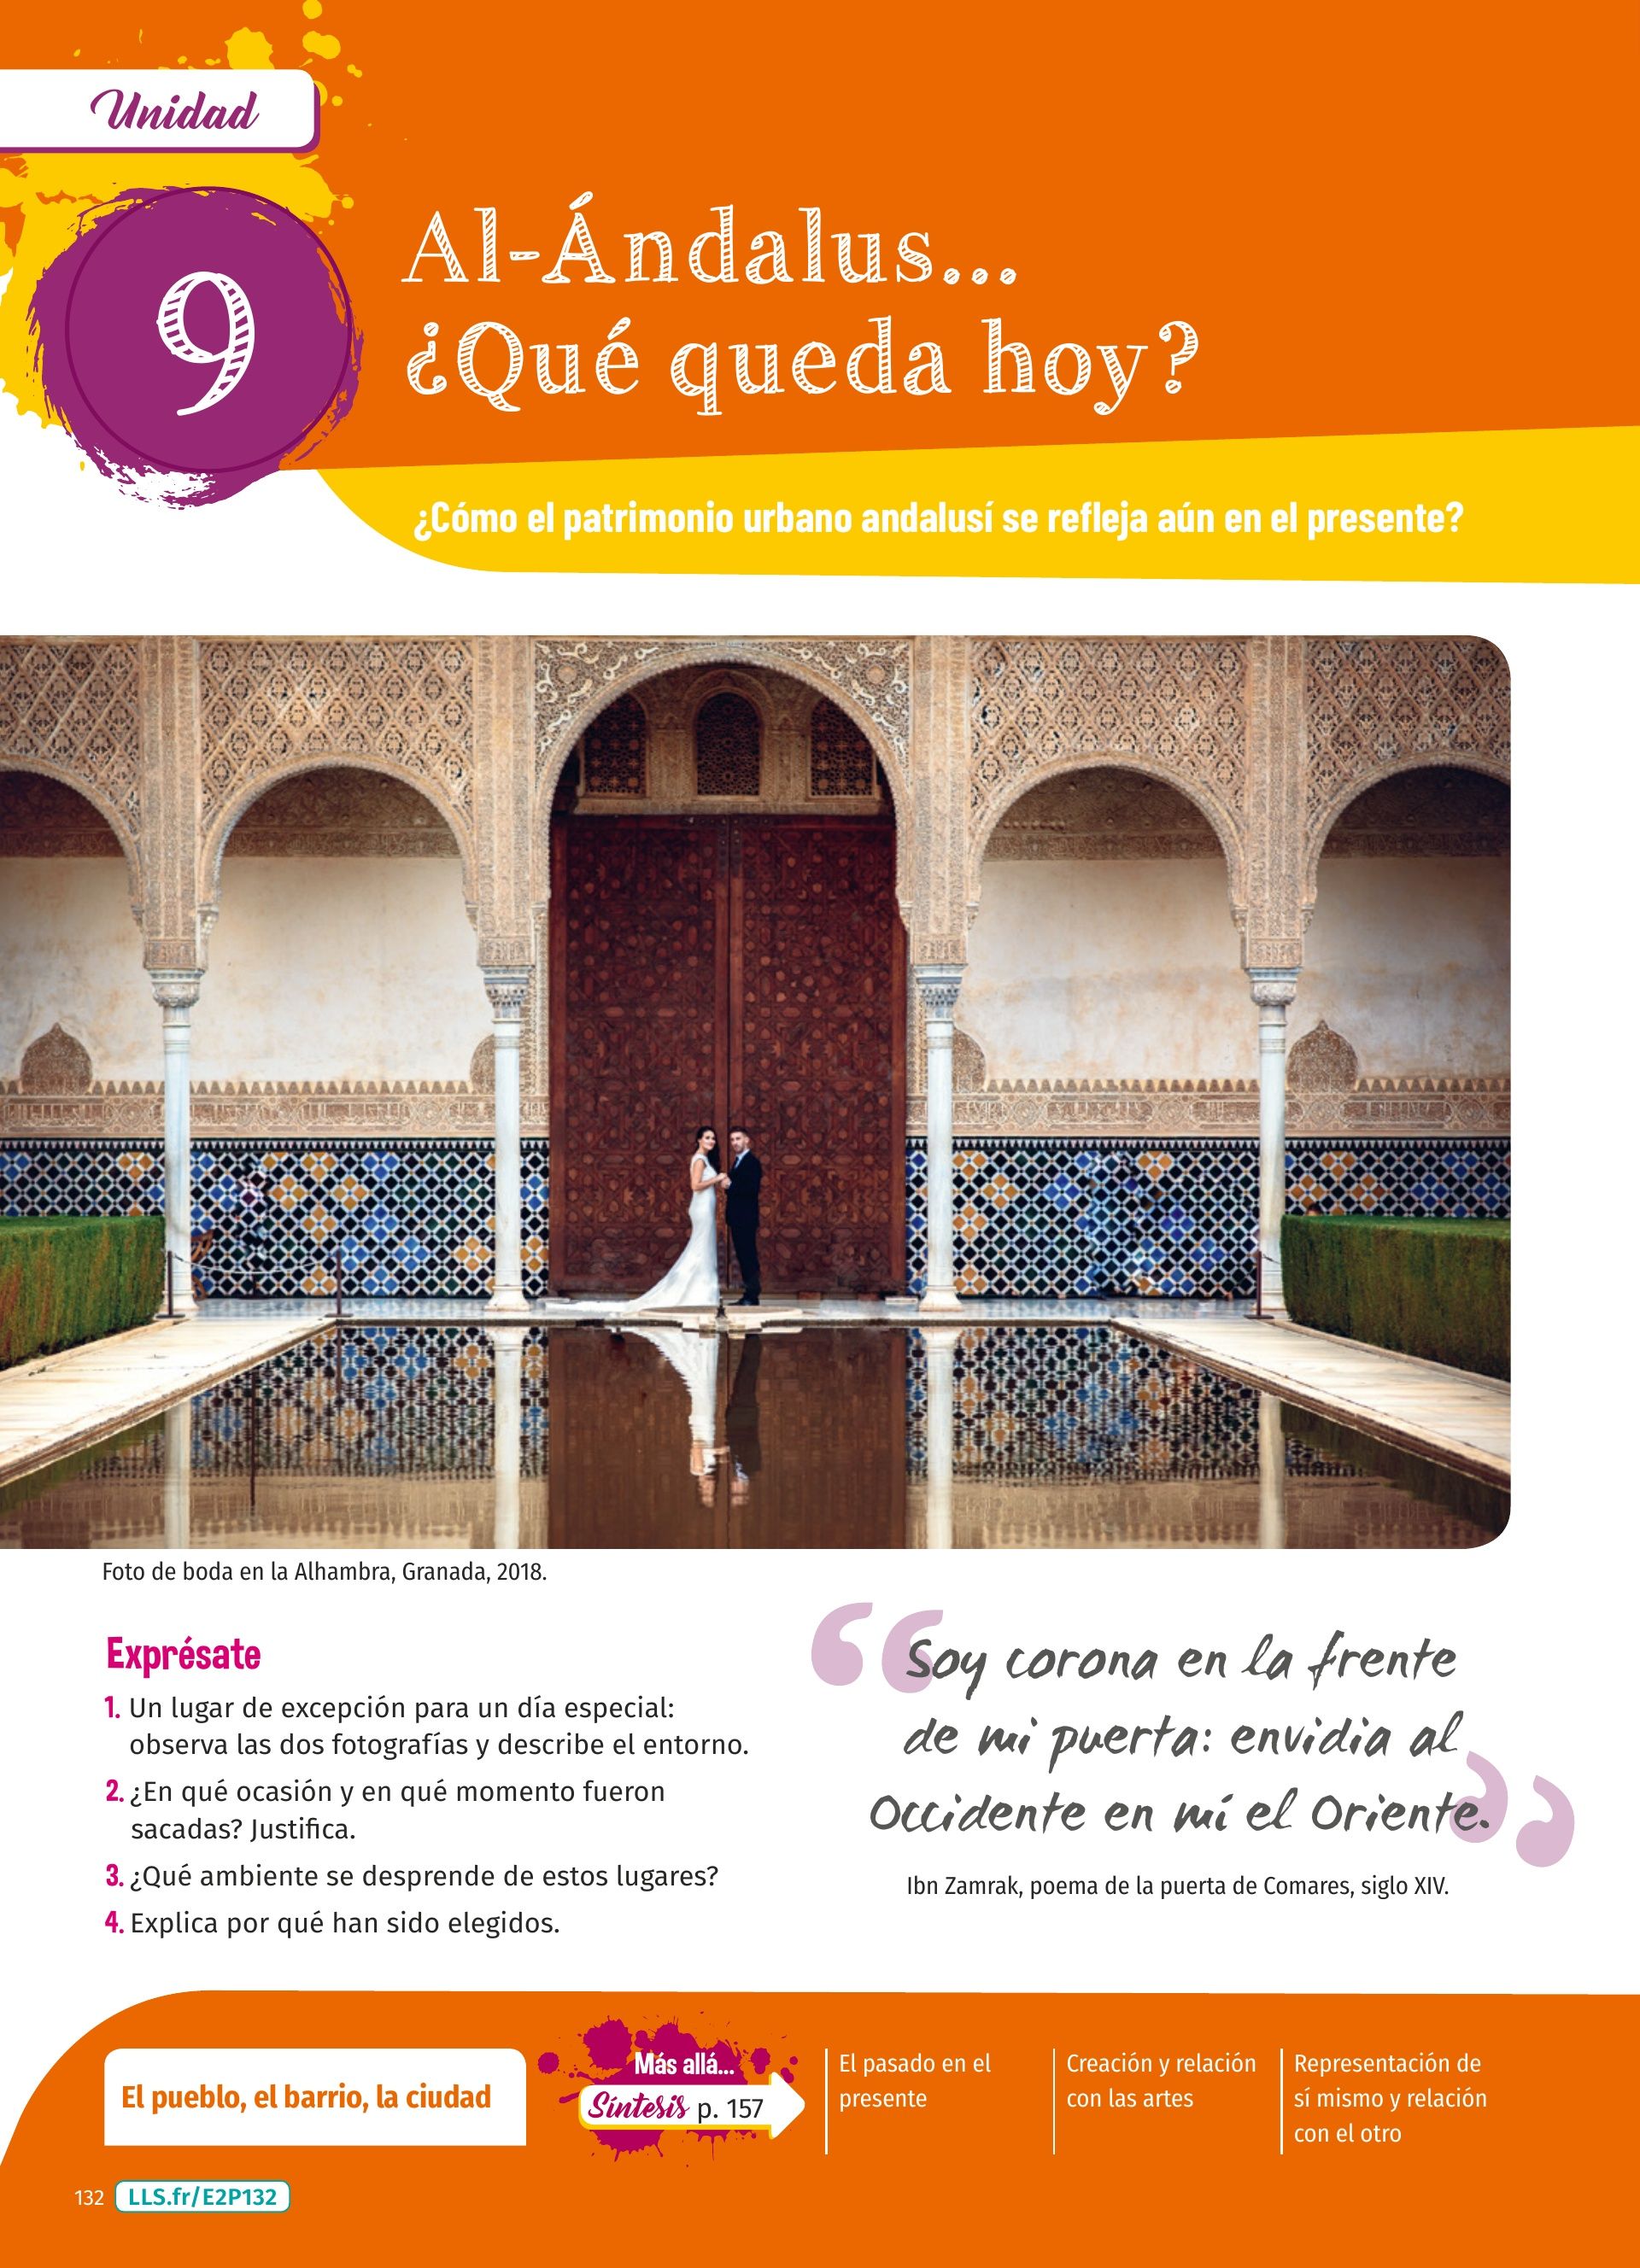 Unidad
9
Al-Ándalus...
¿Qué queda hoy?
¿Cómo el patrimonio urbano andalusí se refleja aún en el presente?
Foto de boda en la Alhambra, Granada, 2018.
Exprésate
1. Un lugar de excepción para un día especial:
observa las dos fotografías y describe el entorno.
2. ¿En qué ocasión y en qué momento fueron
sacadas? Justifica.
3. ¿Qué ambiente se desprende de estos lugares?
4. Explica por qué han sido elegidos.
“Soy corona en la frente
de mi puerta: envidia al
Occidente en mí el Oriente.”
Ibn Zamrak, poema de la puerta de Comares, siglo XIV.
El pueblo, el barrio, la ciudad
Más allá...
Síntesis p. 157
El pasado en el
presente
Creación y relación
con las artes
Representación de
sí mismo y relación
con el otro
132 LLS.fr/E2P132